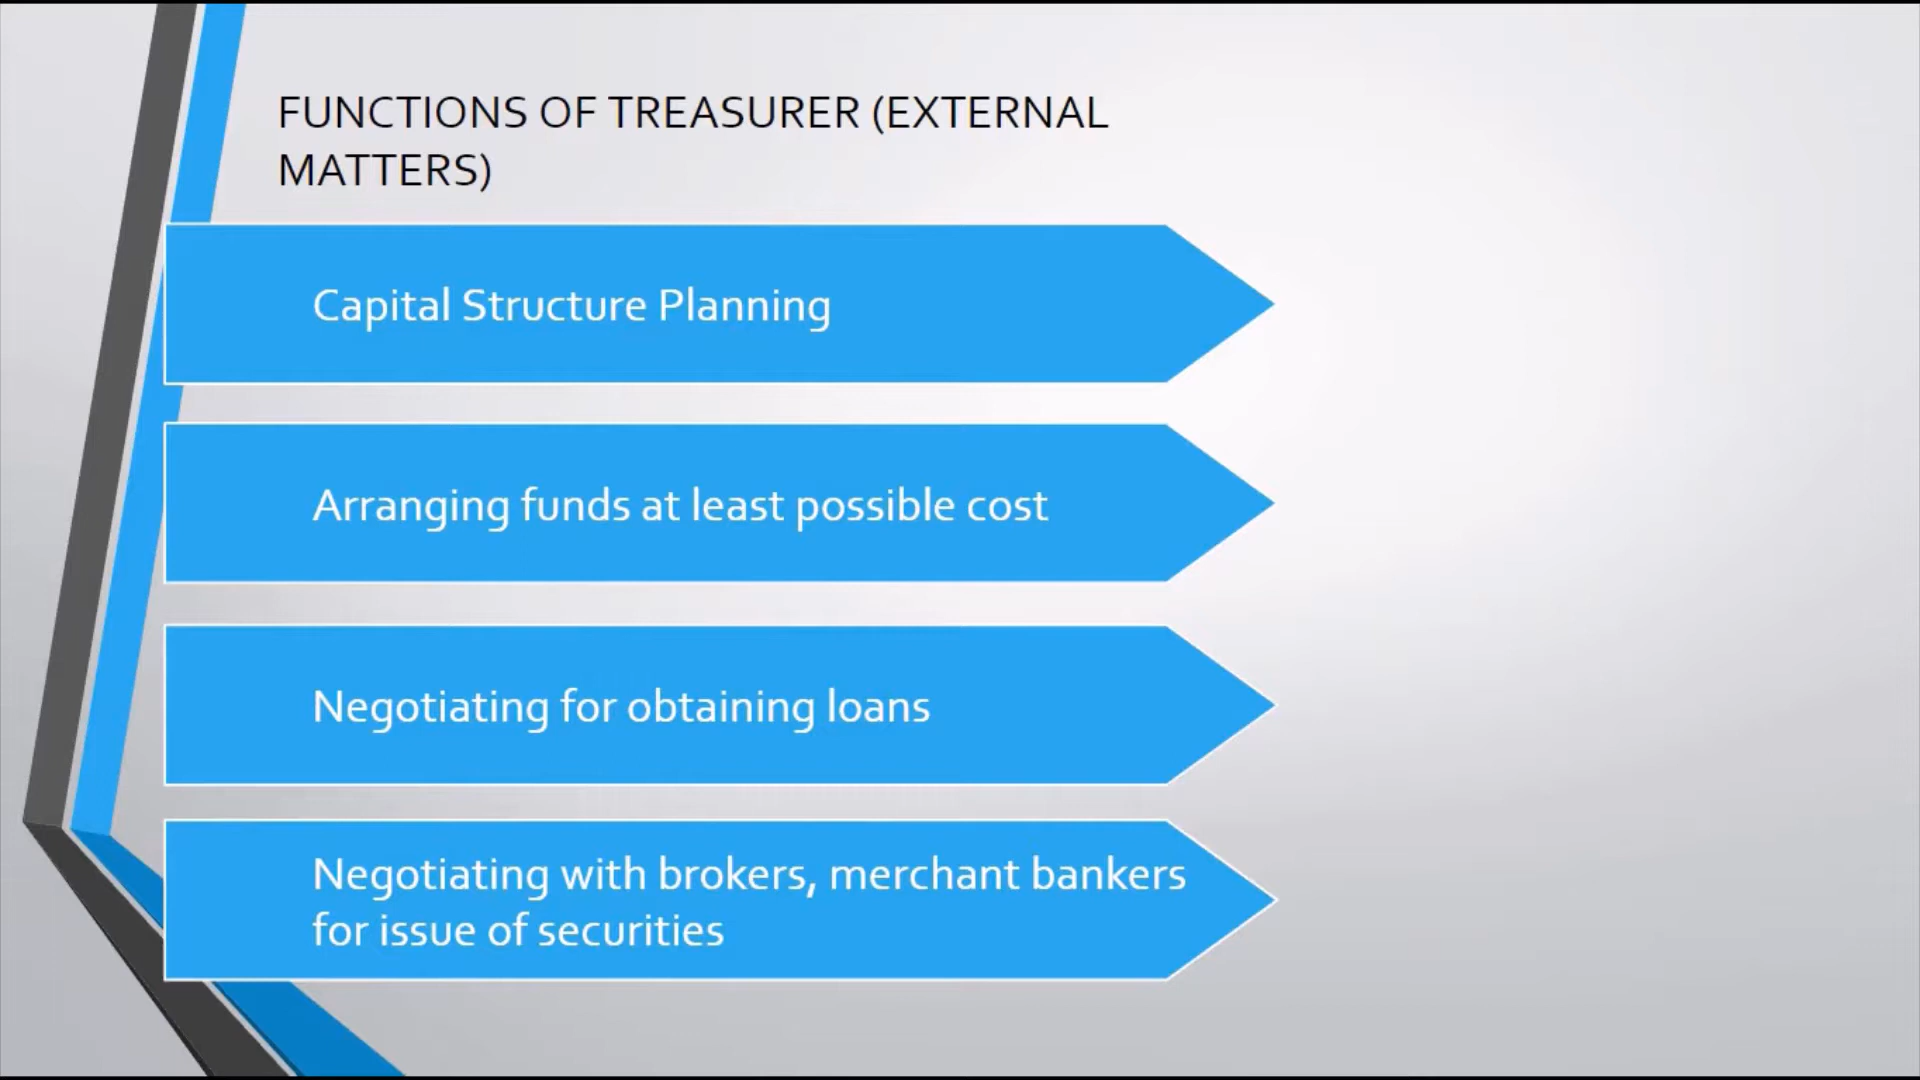 FUNCTIONS OF TREASURER (EXTERNAL
MATTERS)
Capital Structure Planning
Arranging funds at least possible cost
Negotiating for obtaining loans
Negotiating with brokers, merchant bankers
for issue of securities